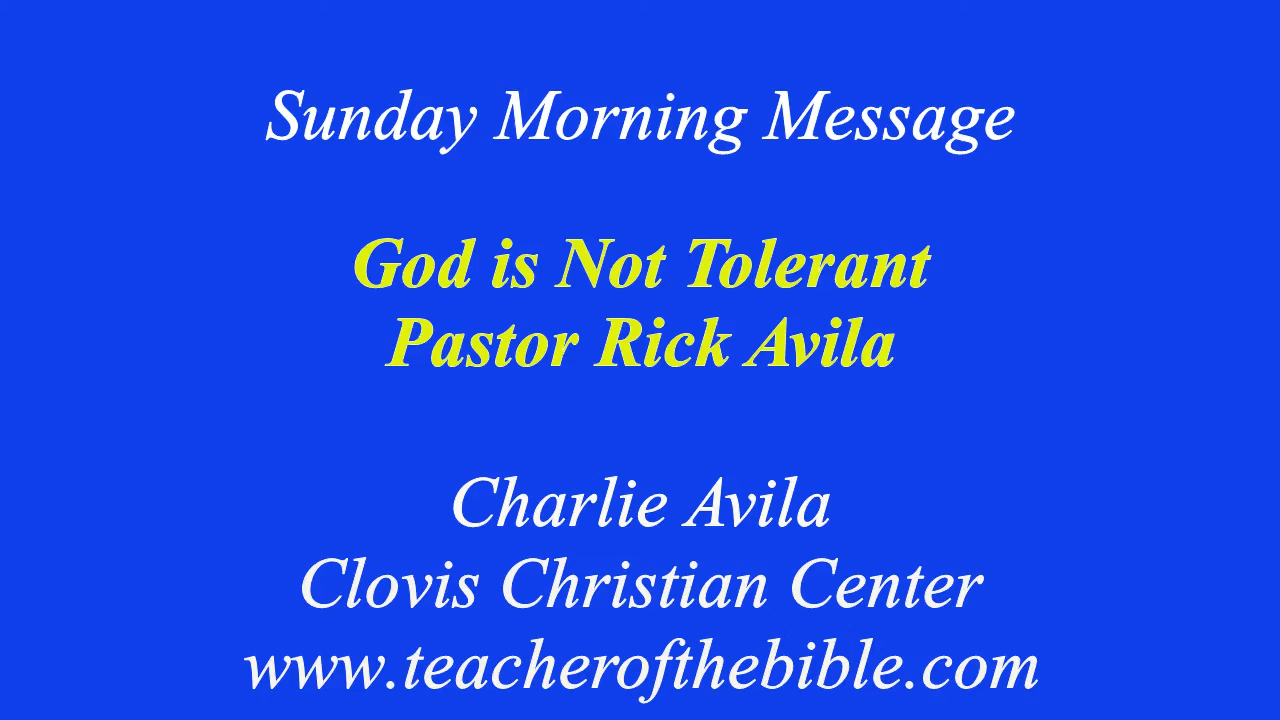 Sunday Morning Message
God is Not Tolerant
Pastor Rick Avila
Charlie Avila
Clovis Christian Center
www.teacherofthebible.com